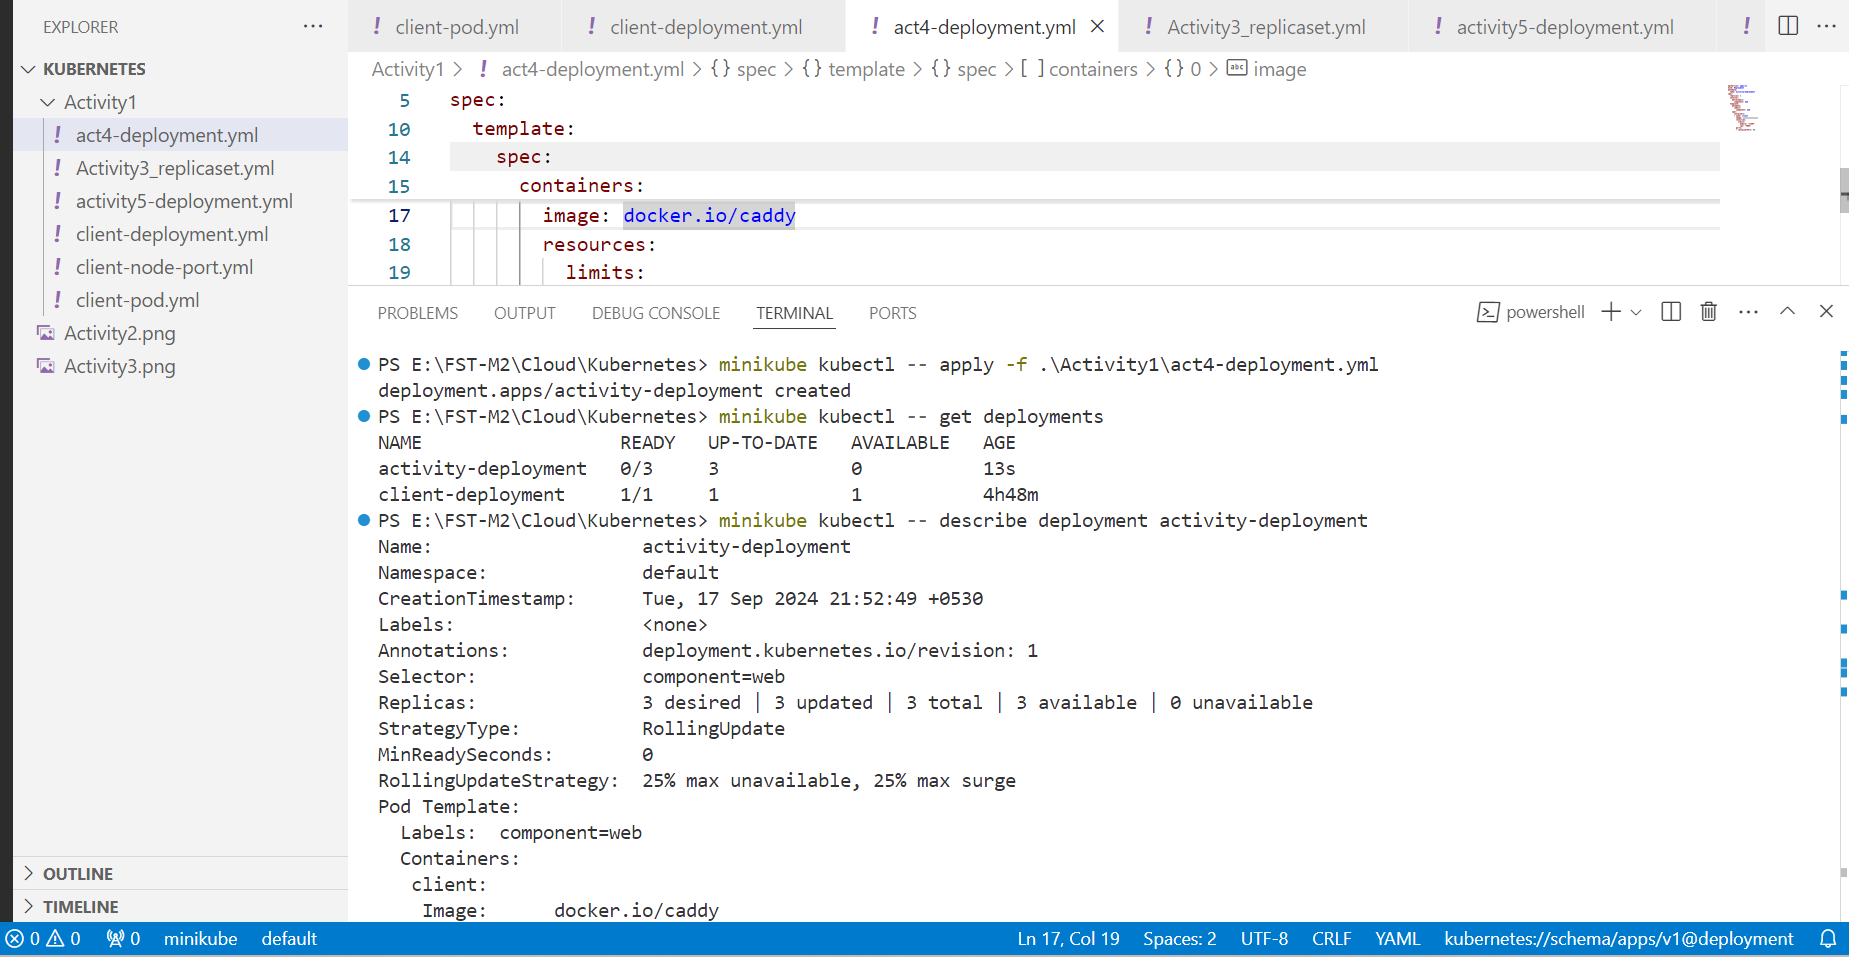 EXPLORER
KUBERNETES
Activity1
act4-deployment.yml
Activity3_replicaset.yml
activity5-deployment.yml
client-deployment.yml
client-node-port.yml
client-pod.yml
Activity2.png
Activity3.png
OUTLINE
TIMELINE
client-pod.yml client-deployment.yml act4-deployment.yml Activity3_replicaset.yml activity5-deployment.yml
Activity1 > ! act4-deployment.yml > {} spec > {} template > {} spec > [ ] containers > {} 0 > abc image
5 spec:
10 template:
14 spec:
15 containers:
17 image: docker.io/caddy
18 resources:
19 limits:
PROBLEMS OUTPUT DEBUG CONSOLE TERMINAL PORTS
powershell
PS E:\FST-M2\Cloud\Kubernetes> minikube kubectl -- apply -f .\Activity1\act4-deployment.yml
deployment.apps/activity-deployment created
PS E:\FST-M2\Cloud\Kubernetes> minikube kubectl -- get deployments
NAME READY UP-TO-DATE AVAILABLE AGE
activity-deployment 0/3 3 0 13s
client-deployment 1/1 1 1 4h48m
PS E:\FST-M2\Cloud\Kubernetes> minikube kubectl -- describe deployment activity-deployment
Name: activity-deployment
Namespace: default
CreationTimestamp: Tue, 17 Sep 2024 21:52:49 +0530
Labels: <none>
Annotations: deployment.kubernetes.io/revision: 1
Selector: component=web
Replicas: 3 desired | 3 updated | 3 total | 3 available | 0 unavailable
StrategyType: RollingUpdate
MinReadySeconds: 0
RollingUpdateStrategy: 25% max unavailable, 25% max surge
Pod Template:
Labels: component=web
Containers:
client:
Image: docker.io/caddy
0 0 0 minikube default Ln 17, Col 19 Spaces: 2 UTF-8 CRLF YAML kubernetes://schema/apps/v1@deployment